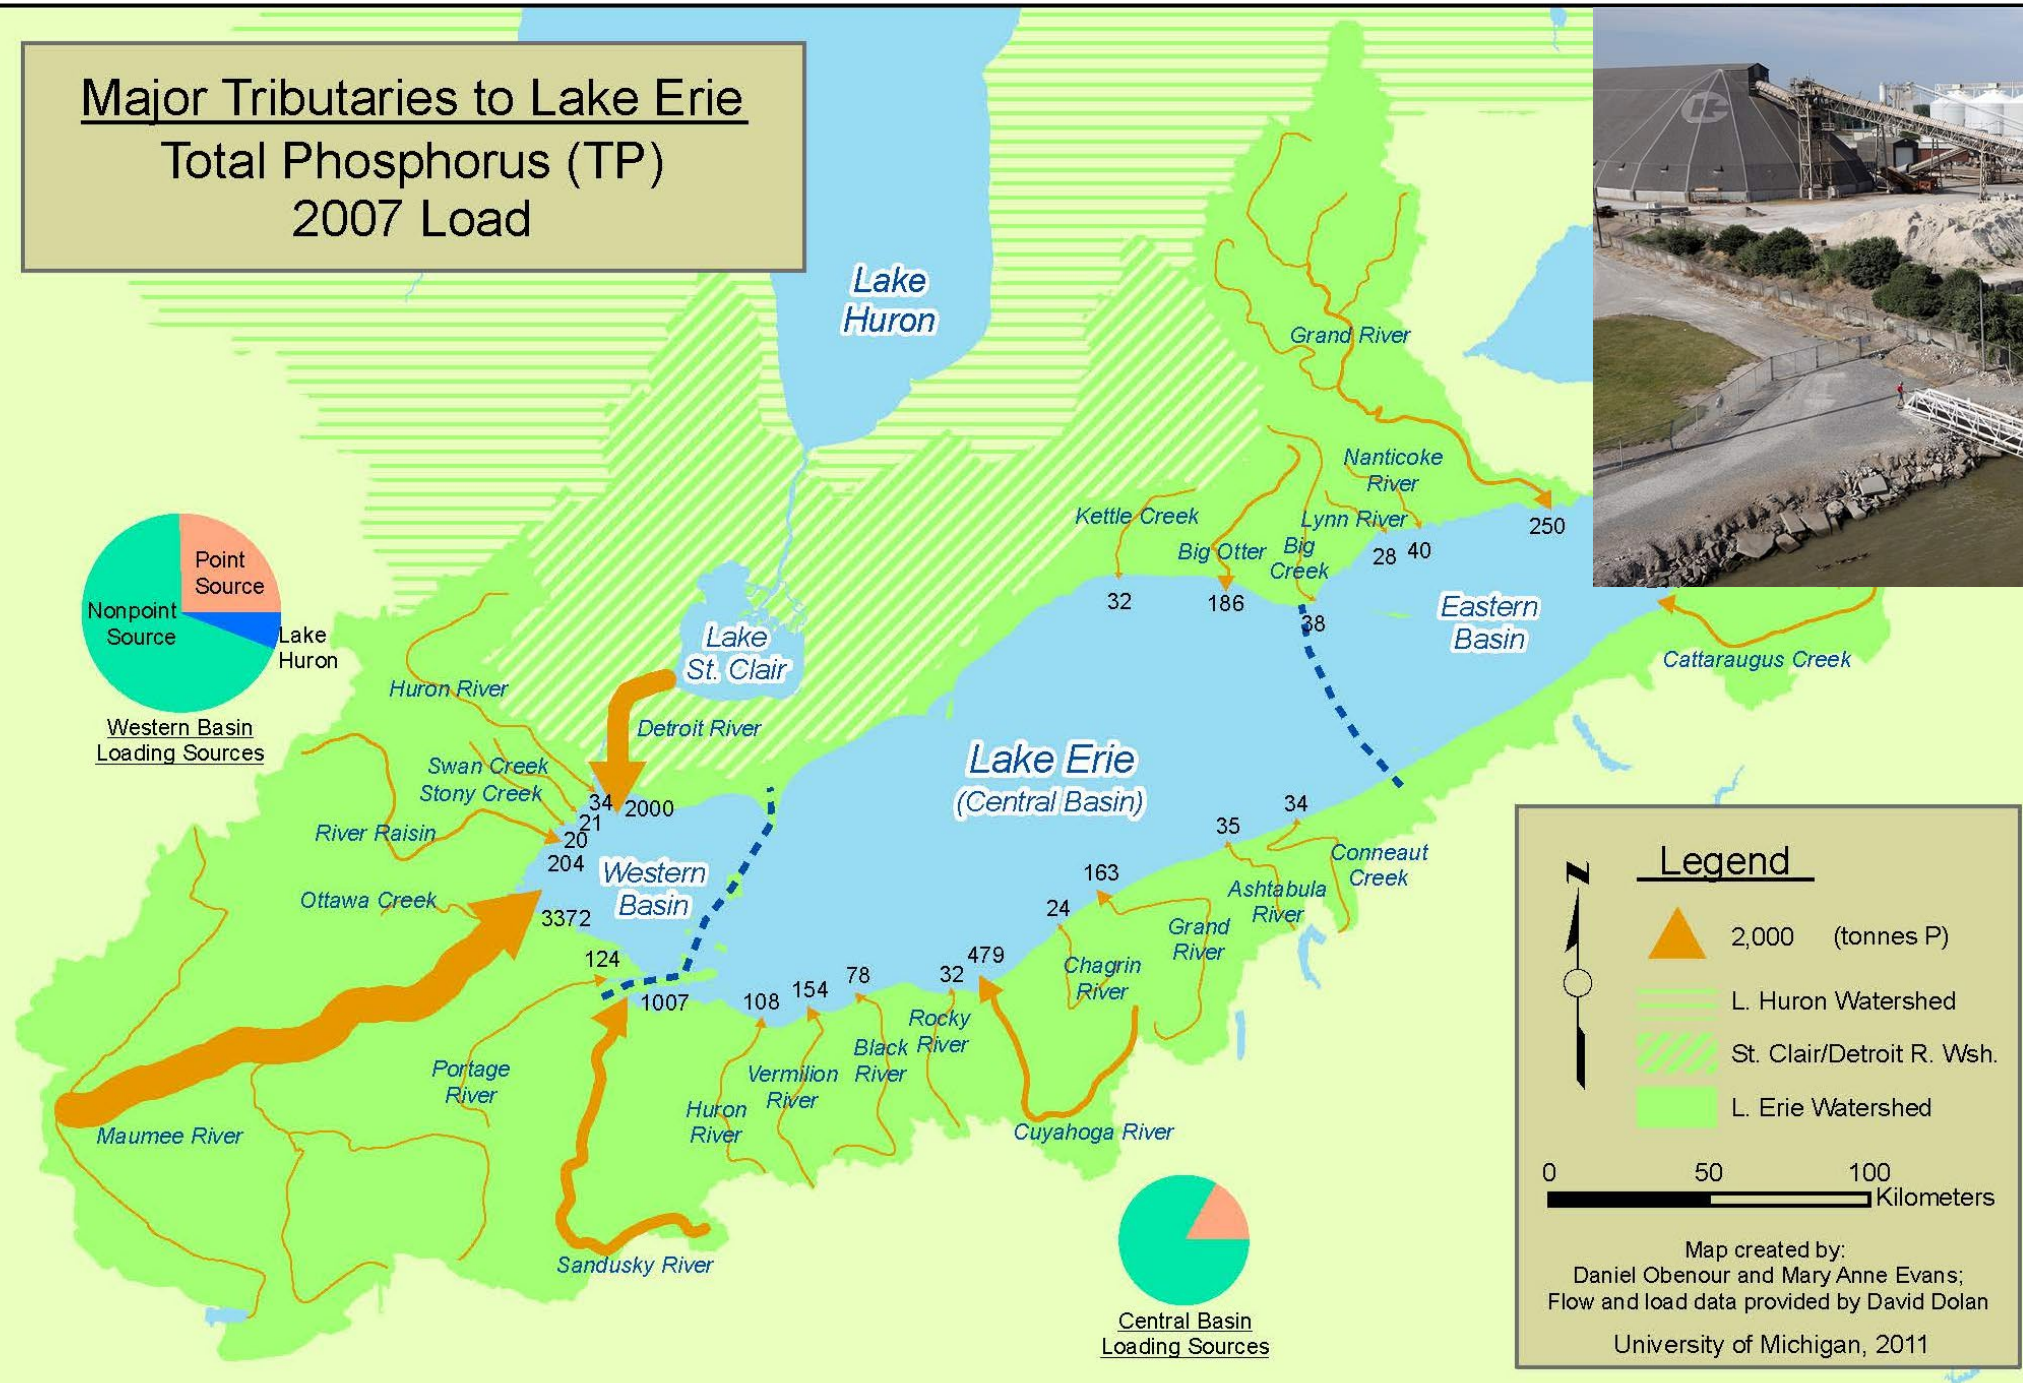 Major Tributaries to Lake Erie
Total Phosphorus (TP)
2007 Load
Lake
Huron
Grand River
Nanticoke
River
Kettle Creek
Lynn River
Big Otter
Big
Creek
28
40
250
32
186
38
Eastern
Basin
Cattaraugus Creek
Point
Source
Nonpoint
Source
Lake
Huron
Western Basin
Loading Sources
Lake
St. Clair
Huron River
Detroit River
Swan Creek
Stony Creek
River Raisin
34
2000
21
20
204
Western
Basin
Ottawa Creek
3372
124
1007
Lake Erie
(Central Basin)
34
35
163
24
479
32
78
154
108
Conneaut
Creek
Ashtabula
River
Grand
River
Chagrin
River
Rocky
River
Black
River
Vermilion
River
Huron
River
Portage
River
Maumee River
Cuyahoga River
Sandusky River
Central Basin
Loading Sources
N
Legend
2,000 (tonnes P)
L. Huron Watershed
St. Clair/Detroit R. Wsh.
L. Erie Watershed
0 50 100
Kilometers
Map created by:
Daniel Obenour and Mary Anne Evans;
Flow and load data provided by David Dolan
University of Michigan, 2011